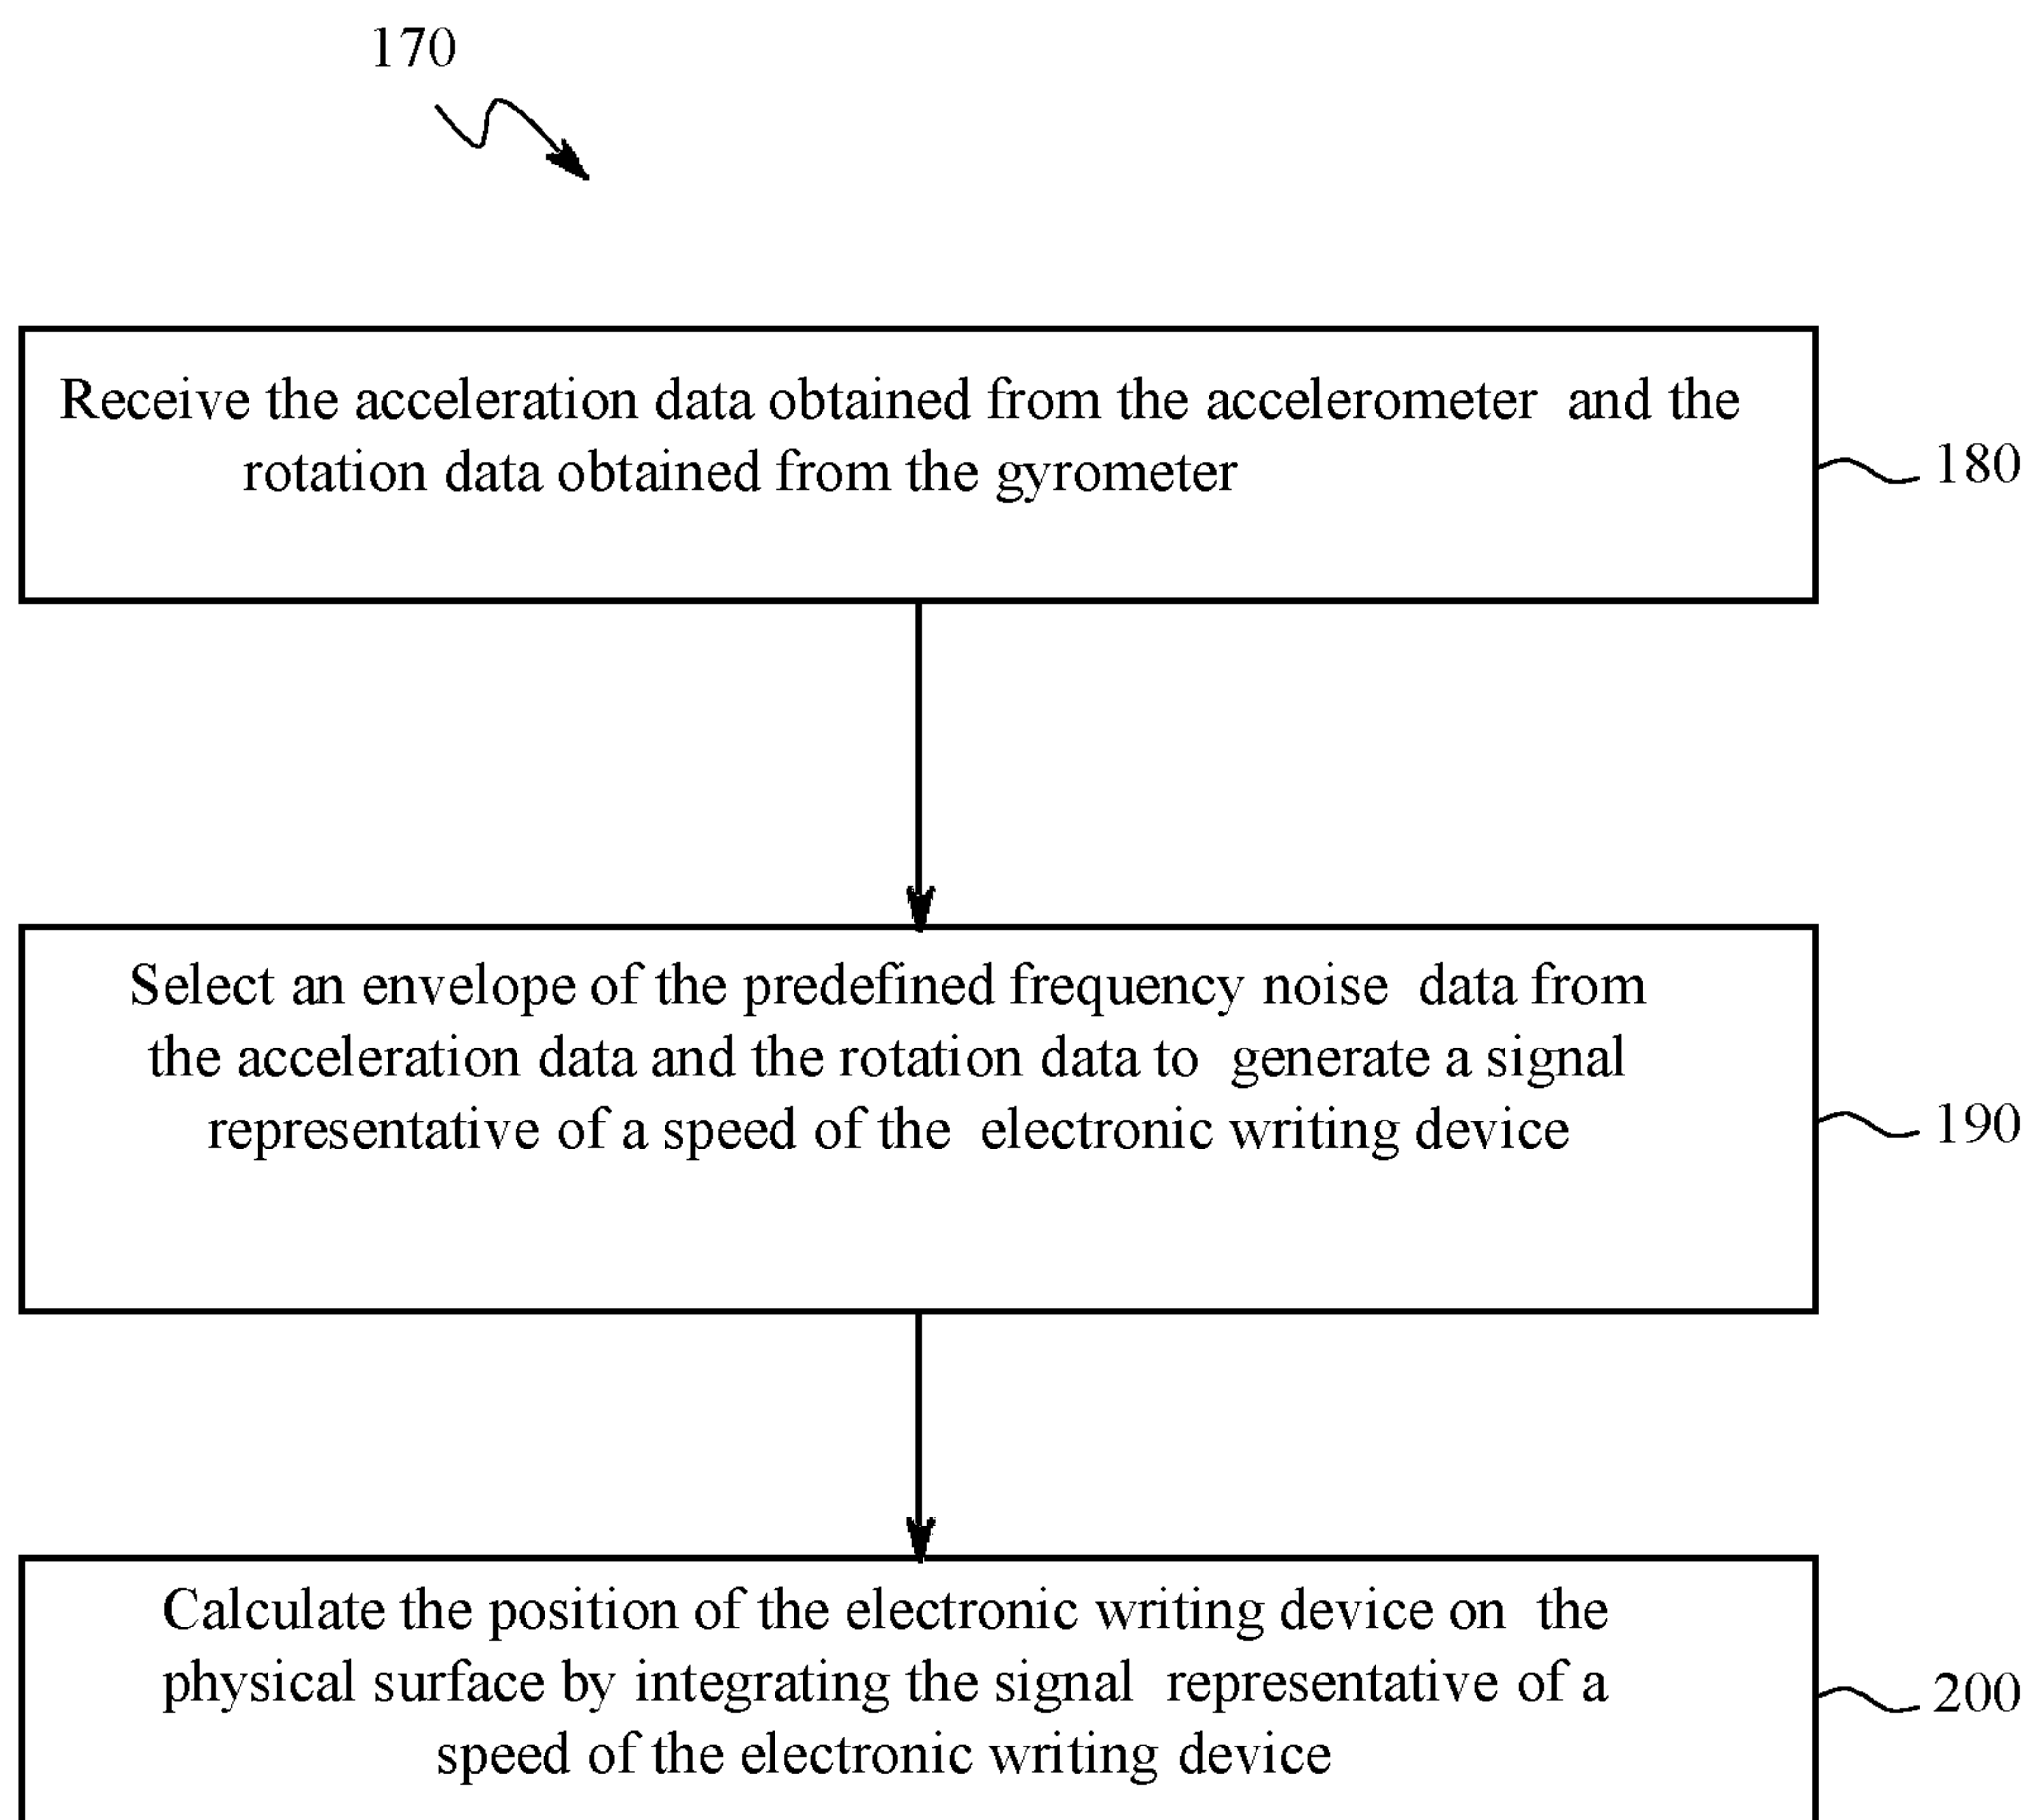 170
Receive the acceleration data obtained from the accelerometer and the
rotation data obtained from the gyrometer
180
Select an envelope of the predefined frequency noise data from
the acceleration data and the rotation data to generate a signal
representative of a speed of the electronic writing device
190
Calculate the position of the electronic writing device on the
physical surface by integrating the signal representative of a
speed of the electronic writing device
200